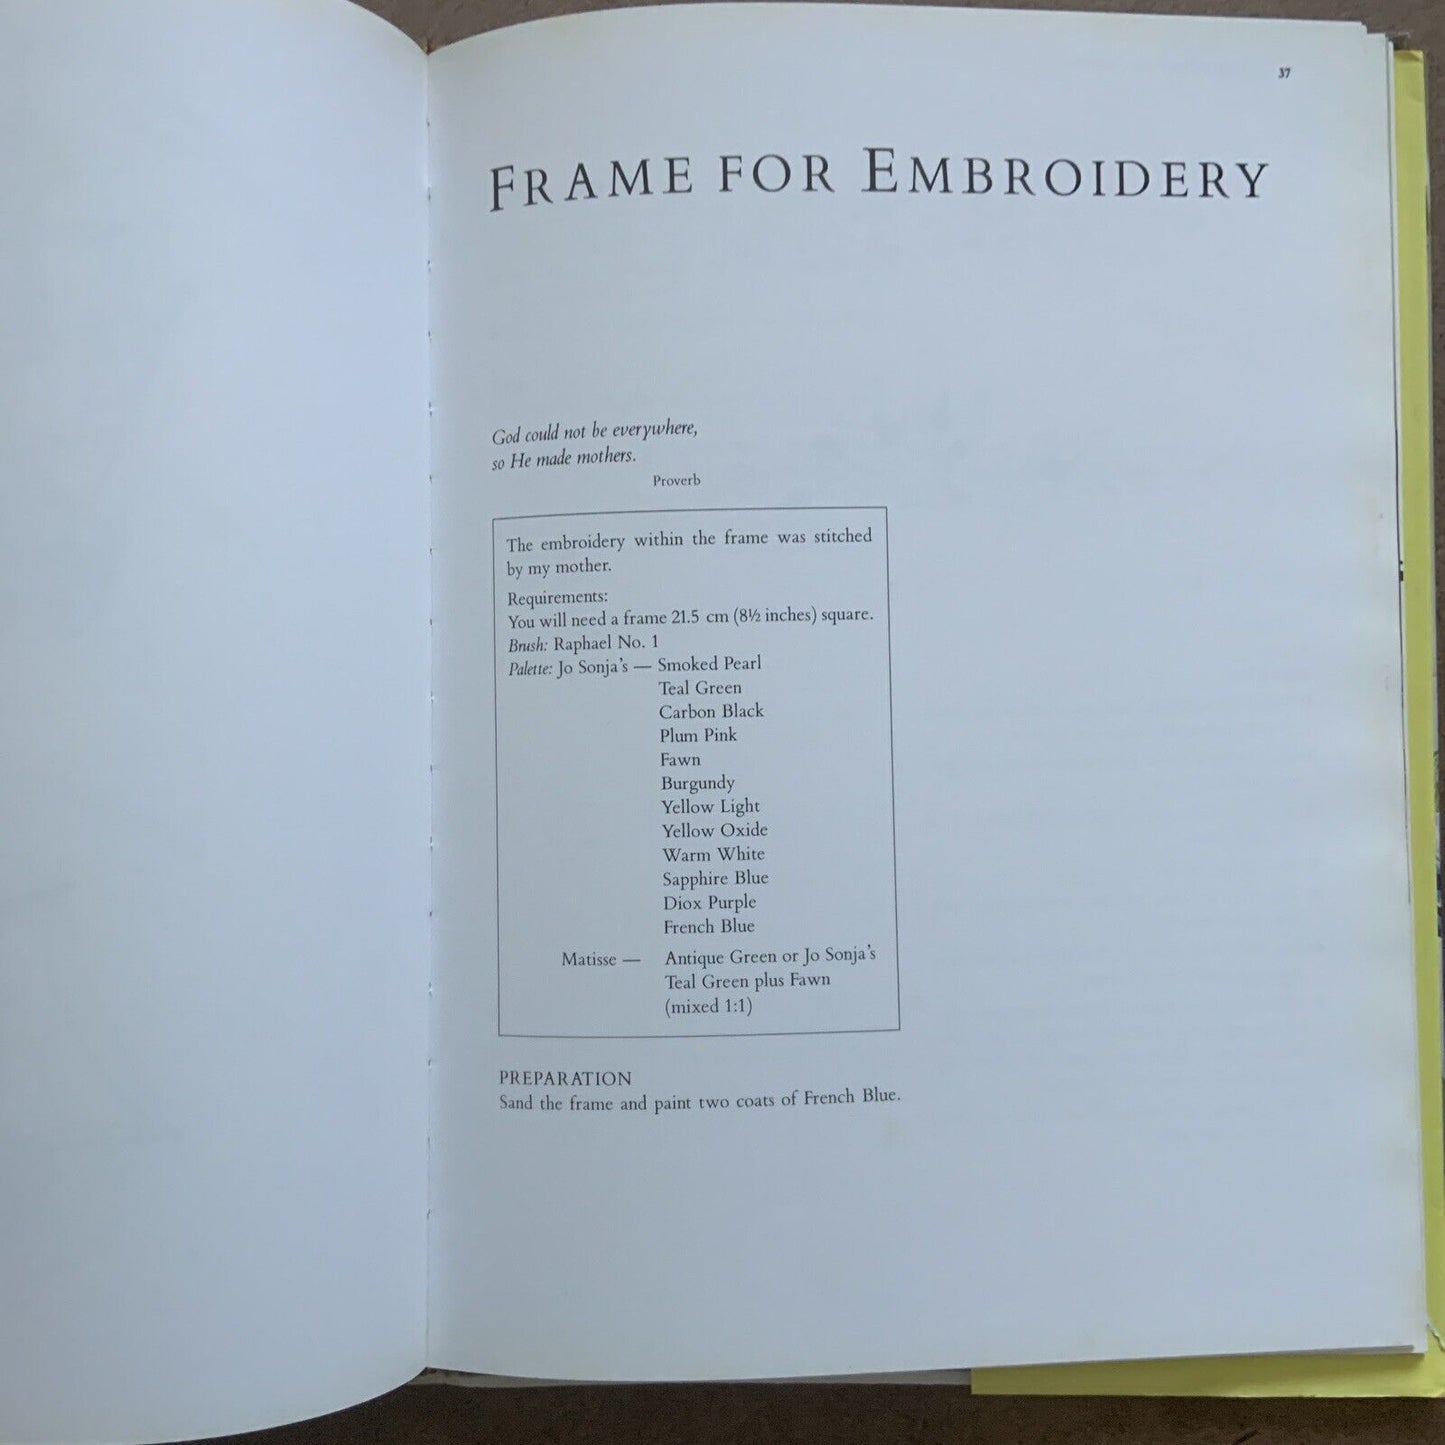 37
FRAME FOR EMBROIDERY
God could not be everywhere,
so He made mothers.
Proverb
The embroidery within the frame was stitched
by my mother.
Requirements:
You will need a frame 21.5 cm (8½ inches) square.
Brush: Raphael No. 1
Palette: Jo Sonja's — Smoked Pearl
Teal Green
Carbon Black
Plum Pink
Fawn
Burgundy
Yellow Light
Yellow Oxide
Warm White
Sapphire Blue
Diox Purple
French Blue
Matisse — Antique Green or Jo Sonja's
Teal Green plus Fawn
(mixed 1:1)
PREPARATION
Sand the frame and paint two coats of French Blue.